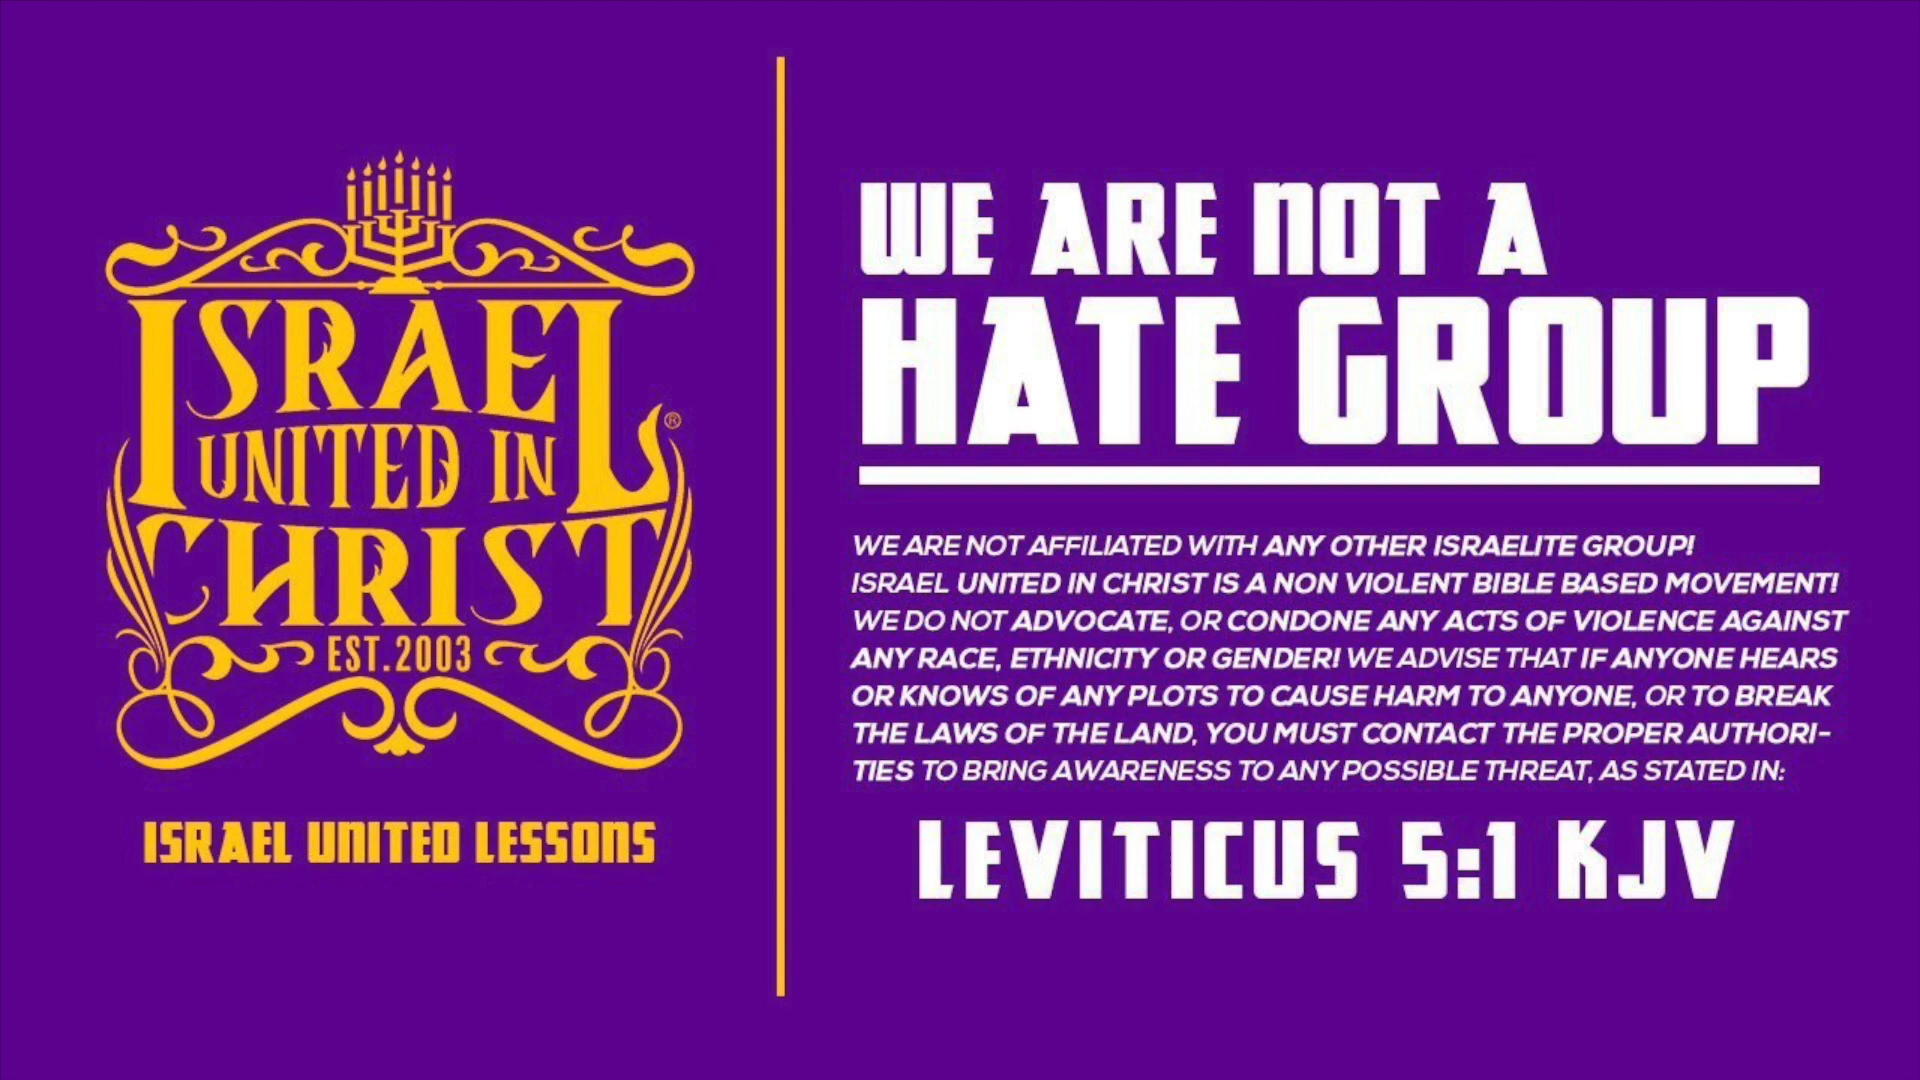 ISRAEL
UNITED IN
CHRIST
®
EST.2003
ISRAEL UNITED LESSONS
WE ARE NOT A
HATE GROUP
WE ARE NOT AFFILIATED WITH ANY OTHER ISRAELITE GROUP!
ISRAEL UNITED IN CHRIST IS A NON VIOLENT BIBLE BASED MOVEMENT!
WE DO NOT ADVOCATE, OR CONDONE ANY ACTS OF VIOLENCE AGAINST
ANY RACE, ETHNICITY OR GENDER! WE ADVISE THAT IF ANYONE HEARS
OR KNOWS OF ANY PLOTS TO CAUSE HARM TO ANYONE, OR TO BREAK
THE LAWS OF THE LAND, YOU MUST CONTACT THE PROPER AUTHORI-
TIES TO BRING AWARENESS TO ANY POSSIBLE THREAT, AS STATED IN:
LEVITICUS 5:1 KJV